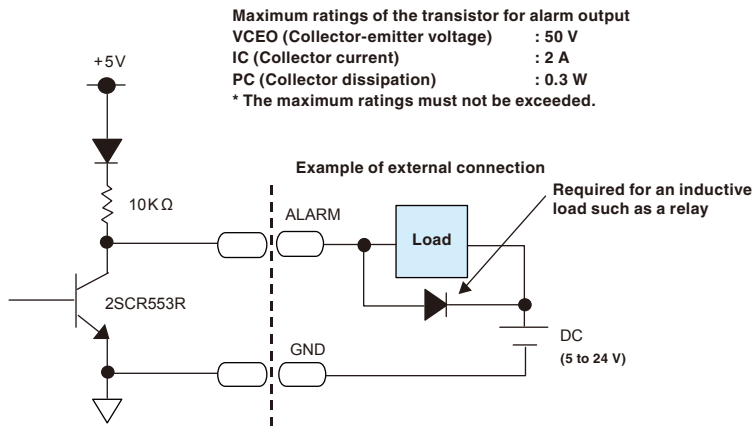 Maximum ratings of the transistor for alarm output
VCEO (Collector-emitter voltage) : 50 V
IC (Collector current) : 2 A
PC (Collector dissipation) : 0.3 W
* The maximum ratings must not be exceeded.
+5V
Example of external connection
Required for an inductive
load such as a relay
10KΩ
ALARM
Load
2SCR553R
GND
DC
(5 to 24 V)